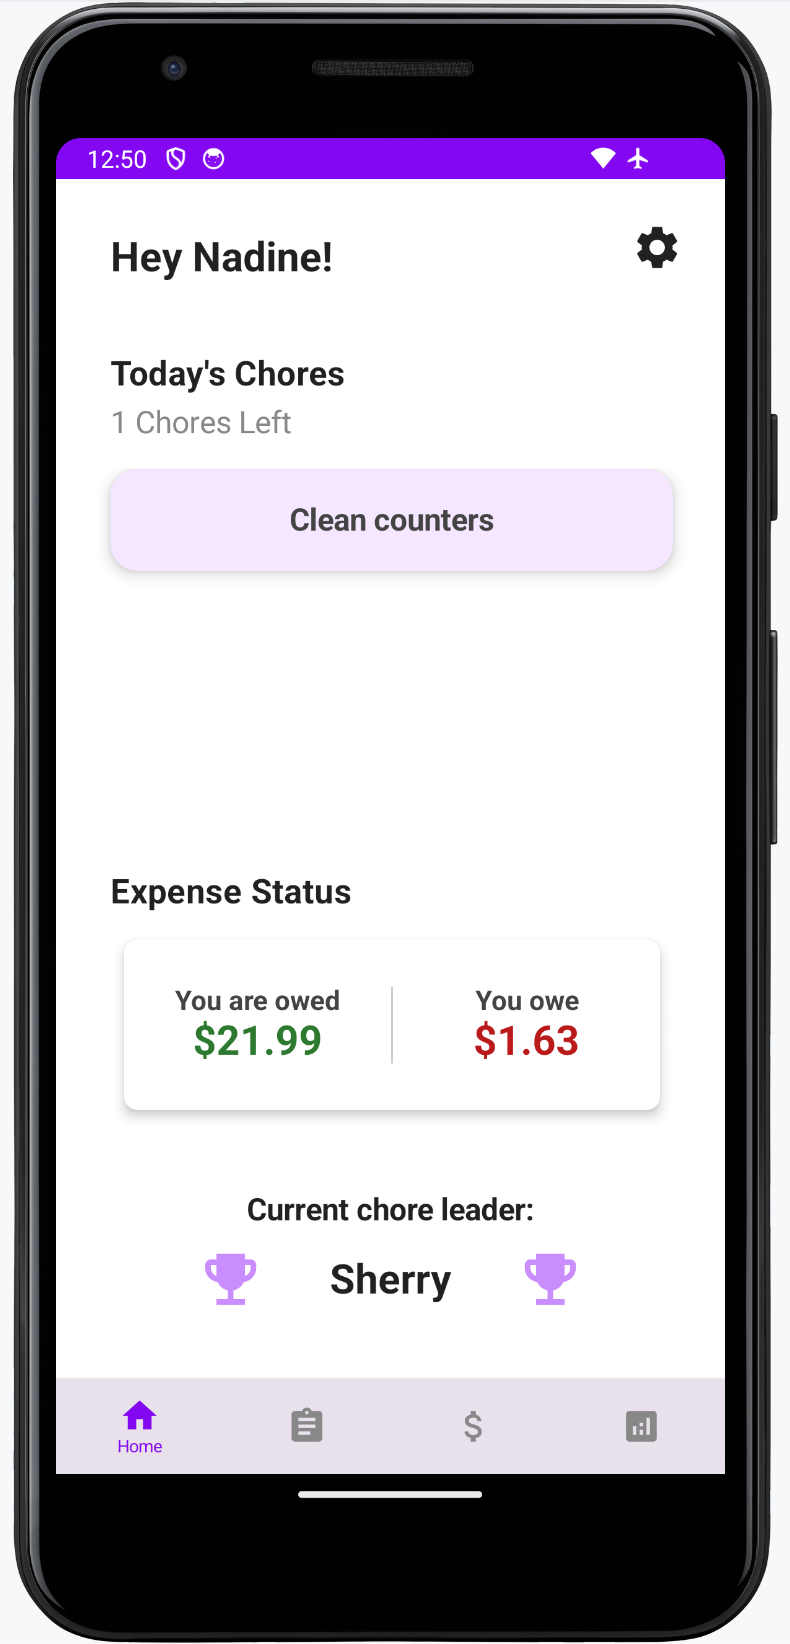 12:50
Hey Nadine!
Today's Chores
1 Chores Left
Clean counters
Expense Status
You are owed
$21.99
You owe
$1.63
Current chore leader:
Sherry
Home